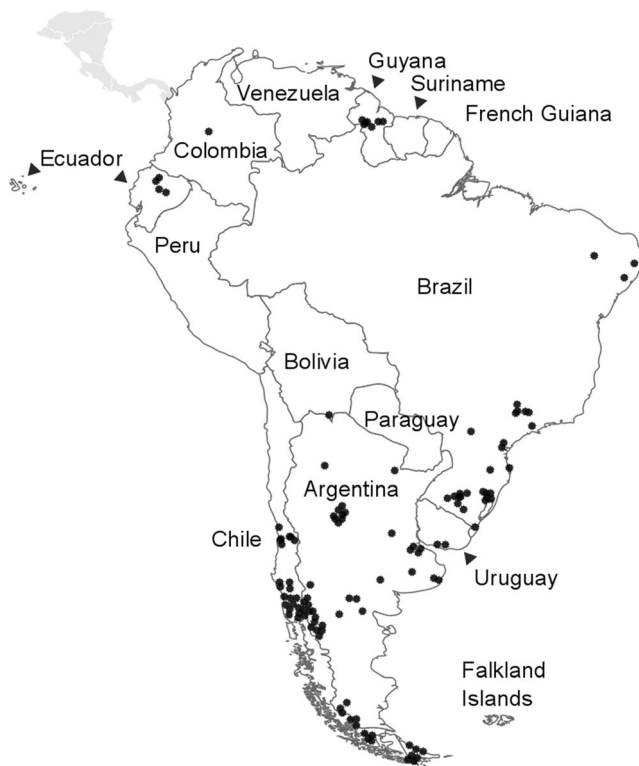 Guyana
Suriname
Venezuela
French Guiana
Colombia
Ecuador
Peru
Brazil
Bolivia
Paraguay
Argentina
Chile
Uruguay
Falkland
Islands